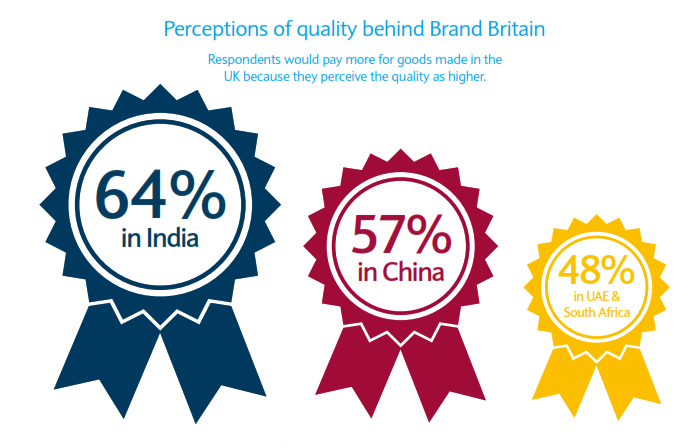 Perceptions of quality behind Brand Britain
Respondents would pay more for goods made in the
UK because they perceive the quality as higher.
64%
in India
57%
in China
48%
in UAE &
South Africa